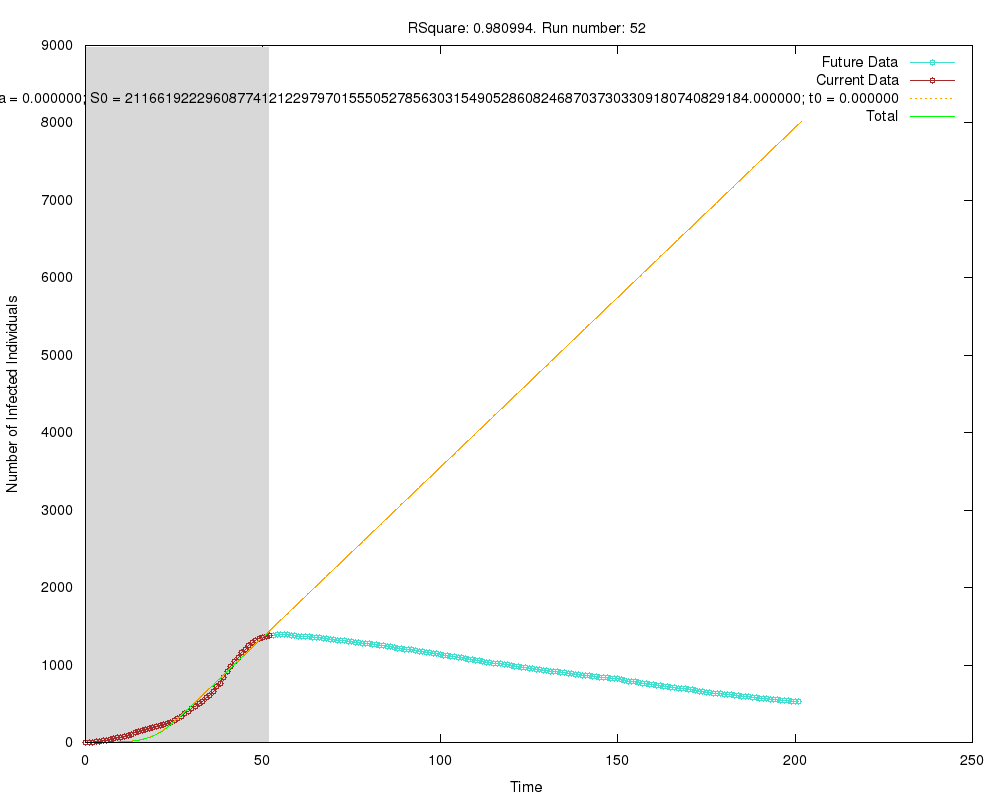 RSquare: 0.980994. Run number: 52
9000
8000
7000
6000
5000
4000
3000
2000
1000
0
Number of Infected Individuals
Future Data
Current Data
a = 0.000000; S0 = 2116619222296087741212297970155505278563031549052860824687037303309180740829184.000000; t0 = 0.000000
Total
0
50
100
150
200
250
Time